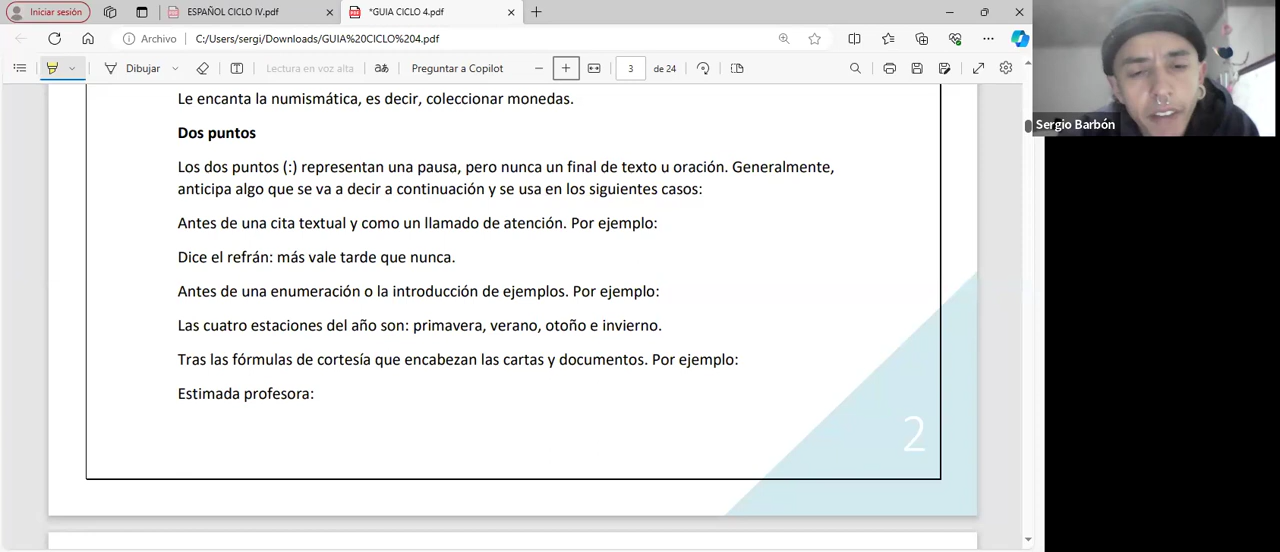 Iniciar sesión
ESPAÑOL CICLO IV.pdf
*GUIA CICLO 4.pdf
Archivo
C:/Users/sergi/Downloads/GUIA%20CICLO%204.pdf
Dibujar
Lectura en voz alta
aあ
Preguntar a Copilot
3
de 24
Le encanta la numismática, es decir, coleccionar monedas.
Dos puntos
Los dos puntos (:) representan una pausa, pero nunca un final de texto u oración. Generalmente,
anticipa algo que se va a decir a continuación y se usa en los siguientes casos:
Antes de una cita textual y como un llamado de atención. Por ejemplo:
Dice el refrán: más vale tarde que nunca.
Antes de una enumeración o la introducción de ejemplos. Por ejemplo:
Las cuatro estaciones del año son: primavera, verano, otoño e invierno.
Tras las fórmulas de cortesía que encabezan las cartas y documentos. Por ejemplo:
Estimada profesora:
2
Sergio Barbón